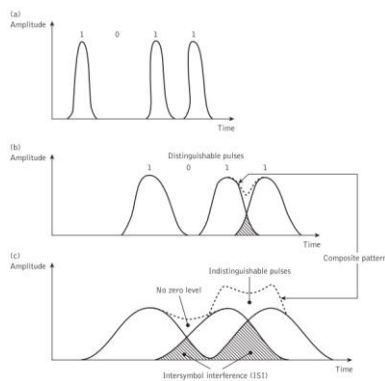 (a)
Amplitude
1 0 1 1
Time
(b)
Amplitude
Distinguishable pulses
1 0 1 1
Time
Composite pattern
(c)
Amplitude
Indistinguishable pulses
No zero level
Time
Intersymbol interference (ISI)